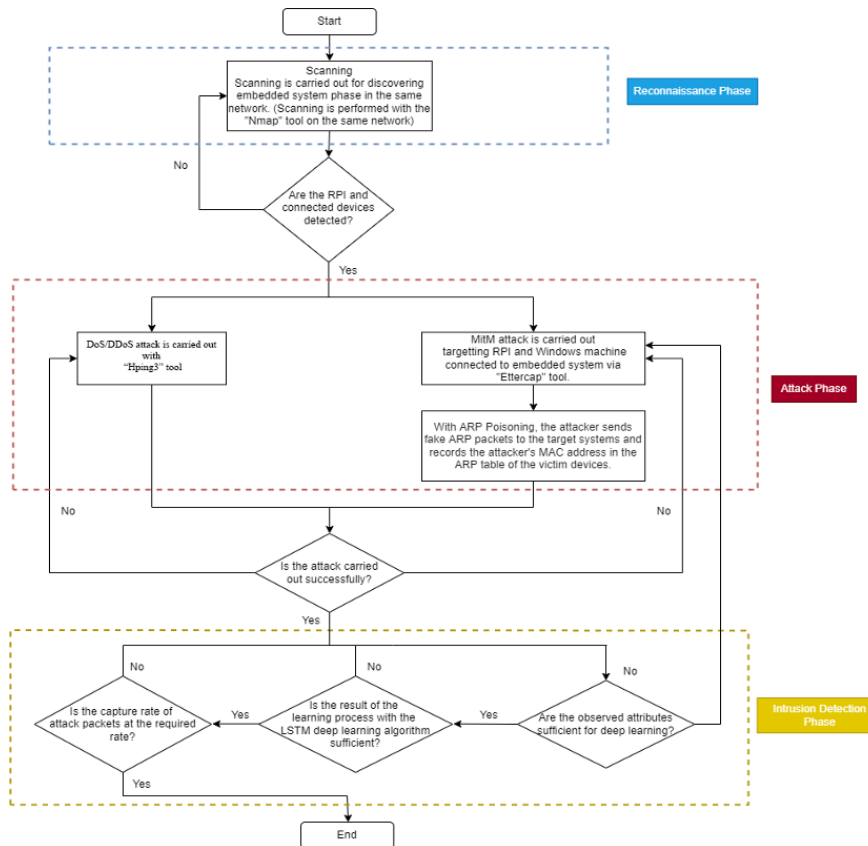 Start
Scanning
Scanning is carried out for discovering
embedded system phase in the same
network. (Scanning is performed with the
"Nmap" tool on the same network)
Reconnaissance Phase
No
Are the RPI and
connected devices
detected?
Yes
DoS/DDoS attack is carried out
with
“Hping3” tool
MitM attack is carried out
targetting RPI and Windows machine
connected to embedded system via
"Ettercap" tool.
Attack Phase
With ARP Poisoning, the attacker sends
fake ARP packets to the target systems and
records the attacker's MAC address in the
ARP table of the victim devices.
No
No
Is the attack carried
out successfully?
Yes
No
No
No
Is the capture rate of
attack packets at the required
rate?
Yes
Is the result of the
learning process with the
LSTM deep learning algorithm
sufficient?
Yes
Are the observed attributes
sufficient for deep learning?
Intrusion Detection
Phase
Yes
End